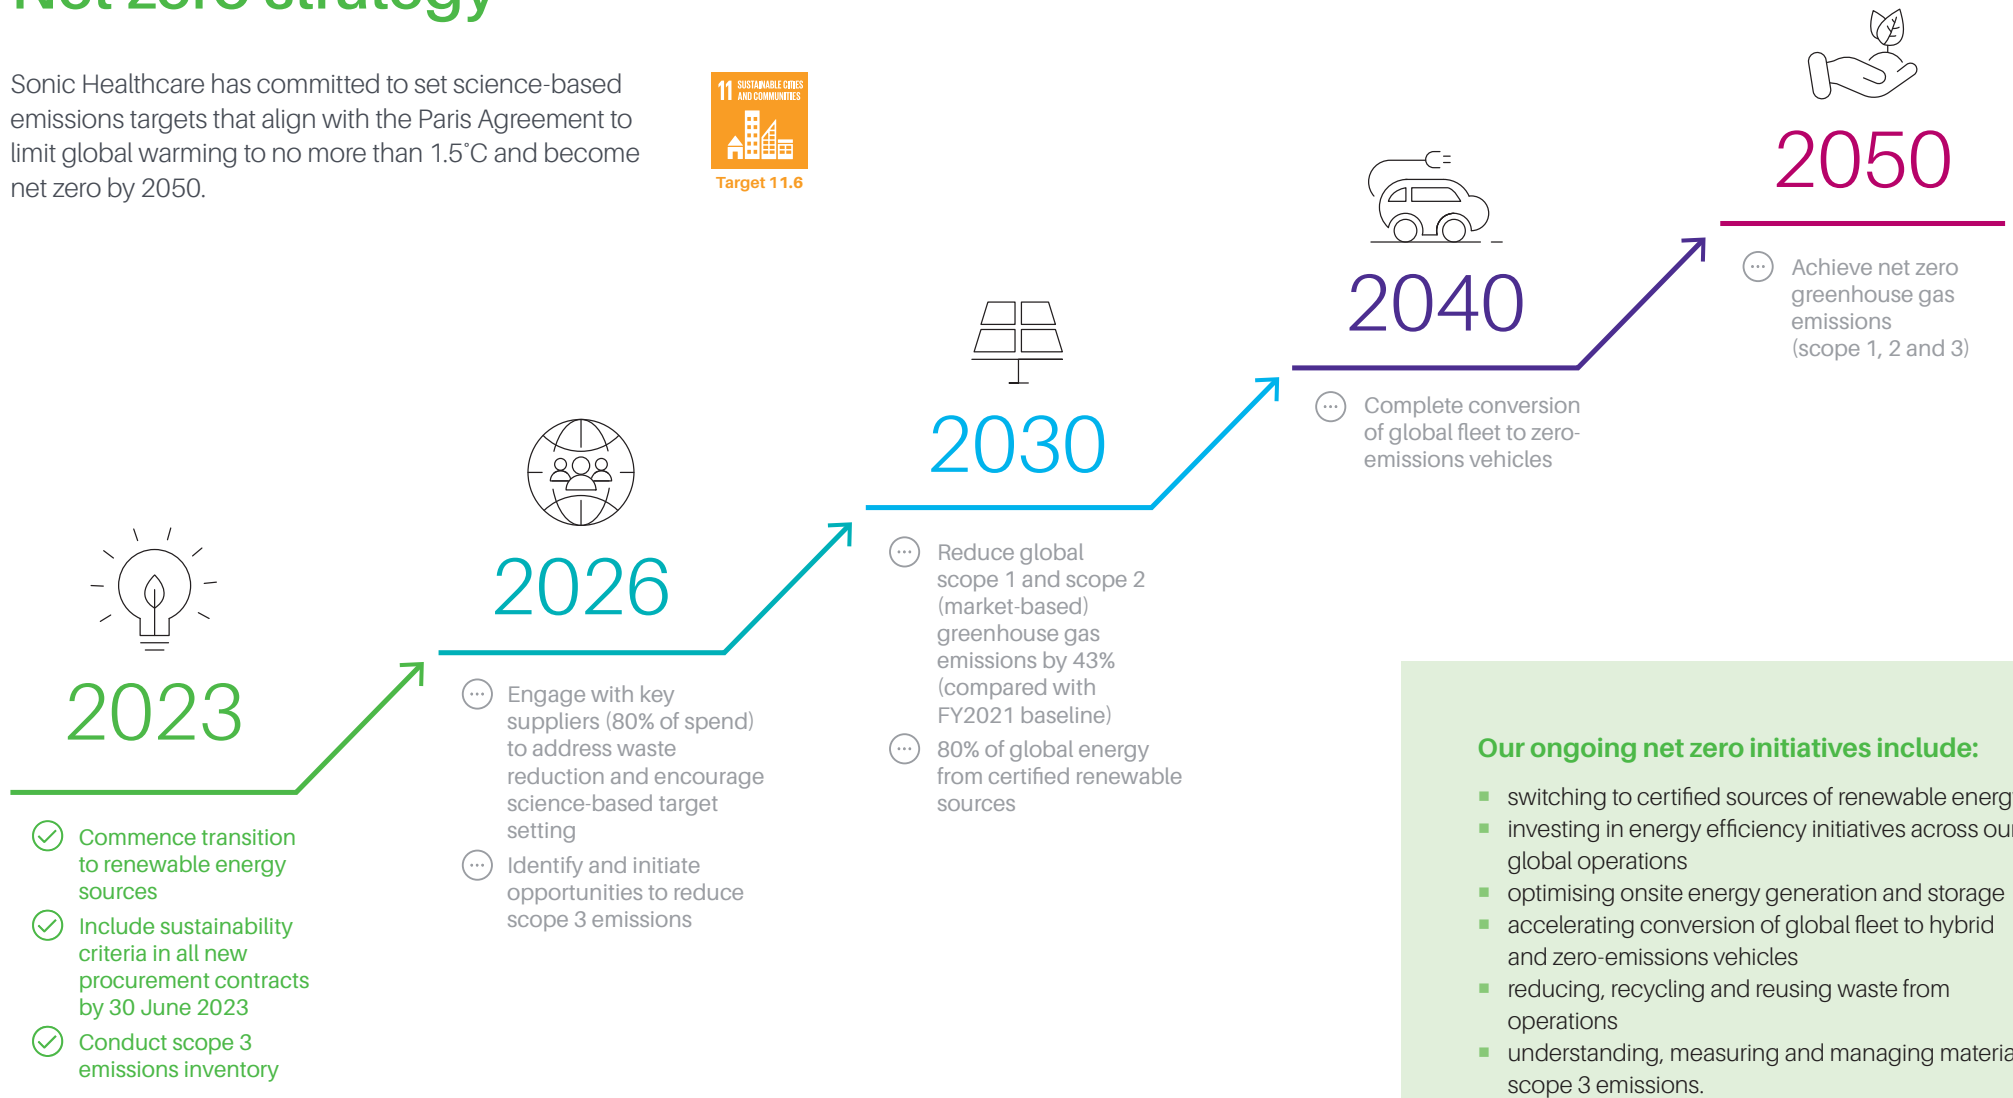 Net zero strategy
Sonic Healthcare has committed to set science-based
emissions targets that align with the Paris Agreement to
limit global warming to no more than 1.5°C and become
net zero by 2050.
11 SUSTAINABLE CITIES
AND COMMUNITIES
Target 11.6
2023
Commence transition
to renewable energy
sources
Include sustainability
criteria in all new
procurement contracts
by 30 June 2023
Conduct scope 3
emissions inventory
2026
Engage with key
suppliers (80% of spend)
to address waste
reduction and encourage
science-based target
setting
Identify and initiate
opportunities to reduce
scope 3 emissions
2030
Reduce global
scope 1 and scope 2
(market-based)
greenhouse gas
emissions by 43%
(compared with
FY2021 baseline)
80% of global energy
from certified renewable
sources
2040
Complete conversion
of global fleet to zero-
emissions vehicles
2050
Achieve net zero
greenhouse gas
emissions
(scope 1, 2 and 3)
Our ongoing net zero initiatives include:
switching to certified sources of renewable energy
investing in energy efficiency initiatives across our
global operations
optimising onsite energy generation and storage
accelerating conversion of global fleet to hybrid
and zero-emissions vehicles
reducing, recycling and reusing waste from
operations
understanding, measuring and managing materia
scope 3 emissions.